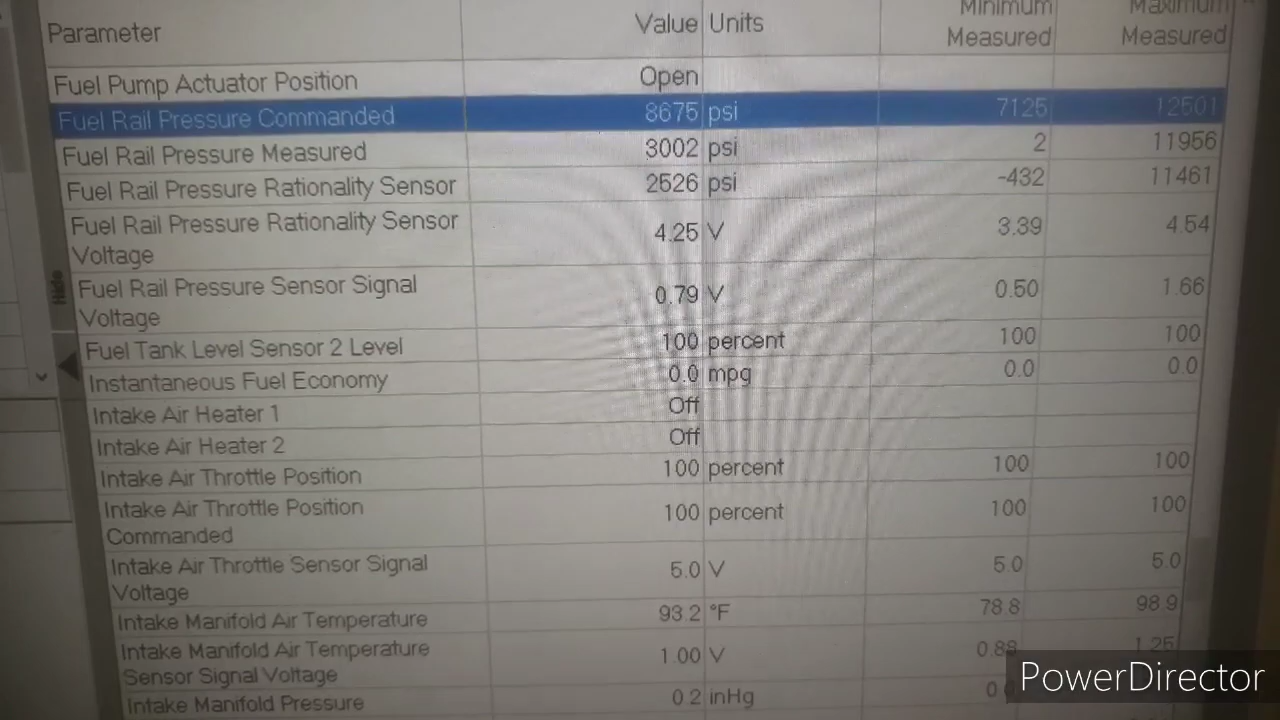 Minimum Maximum
Parameter Value Units Measured Measured
Fuel Pump Actuator Position Open
Fuel Rail Pressure Commanded 8675 psi 7125 12501
Fuel Rail Pressure Measured 3002 psi 2 11956
Fuel Rail Pressure Rationality Sensor 2526 psi -432 11461
Fuel Rail Pressure Rationality Sensor
Voltage 4.25 V 3.39 4.54
Fuel Rail Pressure Sensor Signal
Voltage 0.79 V 0.50 1.66
Fuel Tank Level Sensor 2 Level 100 percent 100 100
Instantaneous Fuel Economy 0.0 mpg 0.0 0.0
Intake Air Heater 1 Off
Intake Air Heater 2 Off
Intake Air Throttle Position 100 percent 100 100
Intake Air Throttle Position
Commanded 100 percent 100 100
Intake Air Throttle Sensor Signal
Voltage 5.0 V 5.0 5.0
Intake Manifold Air Temperature 93.2 °F 78.8 98.9
Intake Manifold Air Temperature
Sensor Signal Voltage 1.00 V 0.88 1.25
Intake Manifold Pressure 0.2 inHg
Hide
PowerDirector